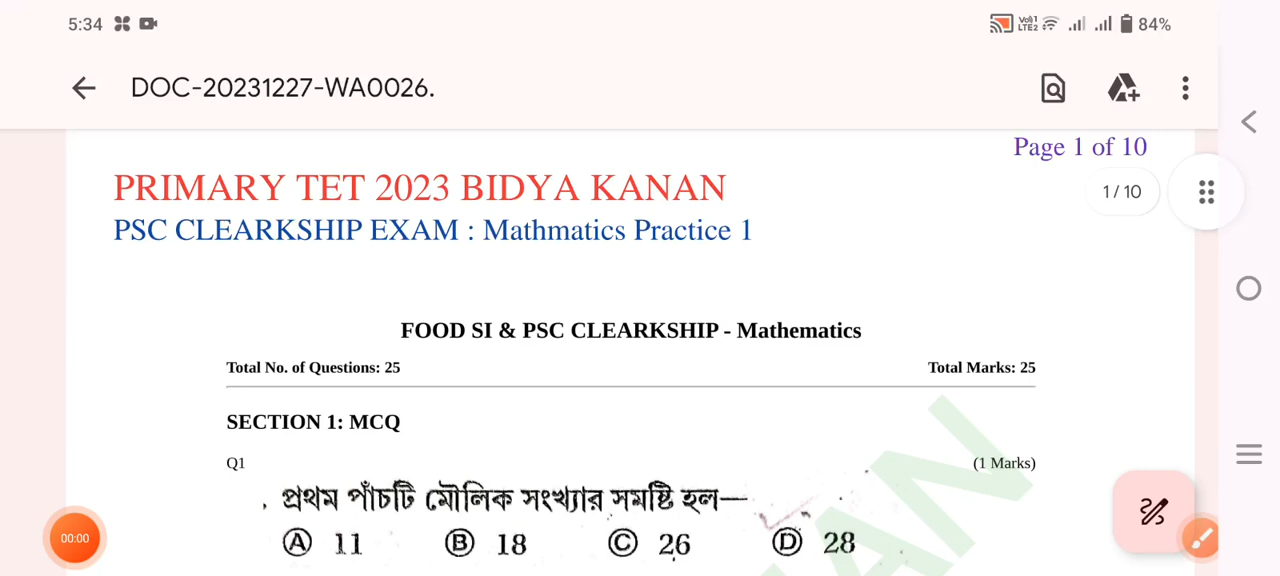 5:34 84%
DOC-20231227-WA0026.
Page 1 of 10
PRIMARY TET 2023 BIDYA KANAN
1/10
PSC CLEARKSHIP EXAM : Mathmatics Practice 1
FOOD SI & PSC CLEARKSHIP - Mathematics
Total No. of Questions: 25 Total Marks: 25
SECTION 1: MCQ
Q1 (1 Marks)
প্রথম পাঁচটি মৌলিক সংখ্যার সমষ্টি হল—
Ⓐ 11 Ⓑ 18 Ⓒ 26 Ⓓ 28
00:00